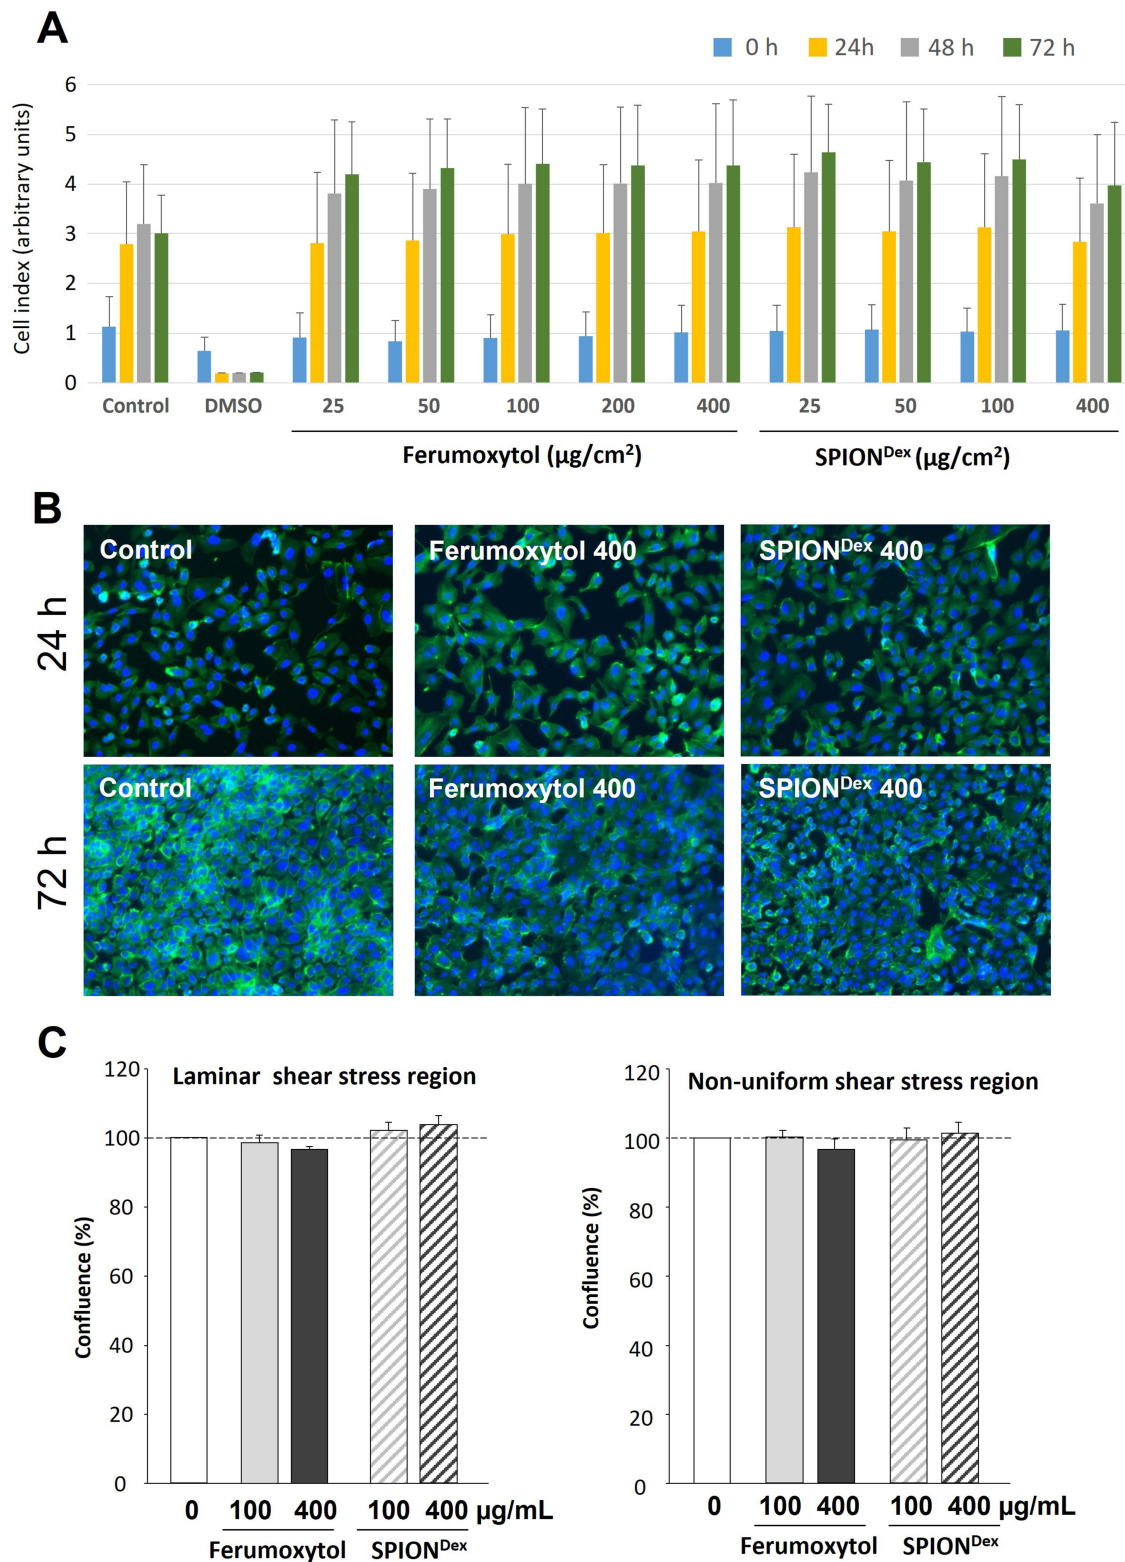 A
0 h 24h 48 h 72 h
Cell index (arbitrary units)
6
5
4
3
2
1
0
Control DMSO 25 50 100 200 400 25 50 100 400
Ferumoxytol (µg/cm²) SPIONᴰᵉˣ (µg/cm²)
B
24 h
Control Ferumoxytol 400 SPIONᴰᵉˣ 400
72 h
Control Ferumoxytol 400 SPIONᴰᵉˣ 400
C
Laminar shear stress region
Confluence (%)
120
100
80
60
40
20
0
0 100 400 100 400 µg/mL
Ferumoxytol SPIONᴰᵉˣ
Non-uniform shear stress region
Confluence (%)
120
100
80
60
40
20
0
0 100 400 100 400 µg/mL
Ferumoxytol SPIONᴰᵉˣ